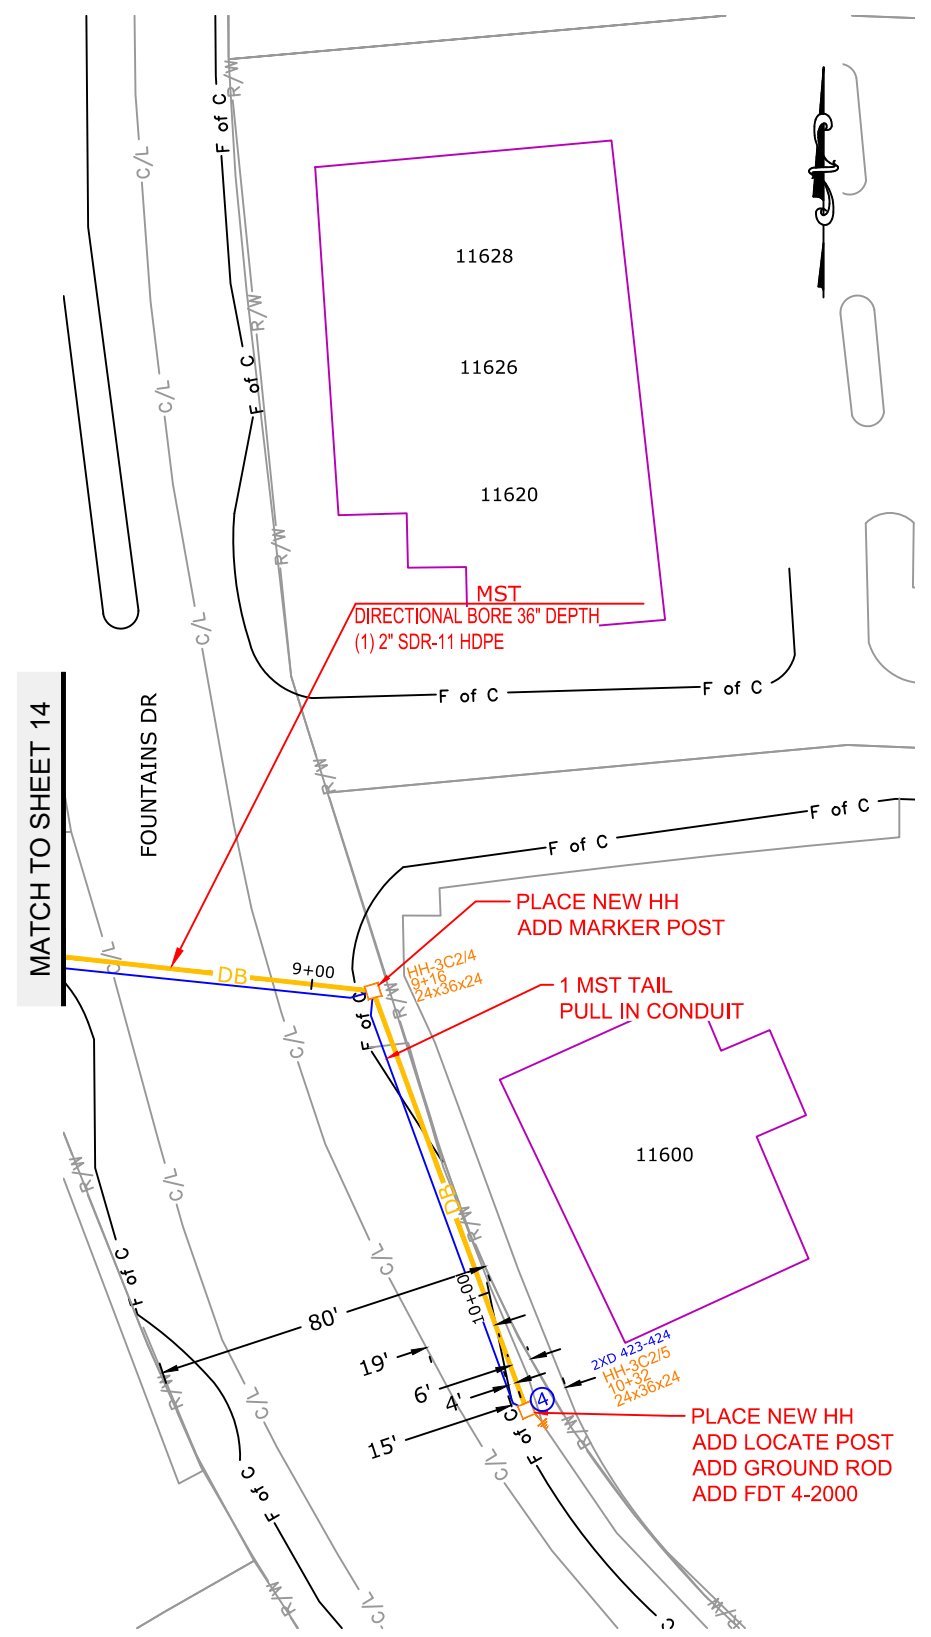 R/W
F of C
C/L
11628
R/W
11626
F of C
C/L
11620
R/W
MST
DIRECTIONAL BORE 36" DEPTH
(1) 2" SDR-11 HDPE
C/L
F of C
F of C
MATCH TO SHEET 14
FOUNTAINS DR
R/W
F of C
F of C
PLACE NEW HH
ADD MARKER POST
C/L
DB
9+00
HH-3C2/4
9+16
24x36x24
R/W
1 MST TAIL
PULL IN CONDUIT
F of C
C/L
11600
R/W
C/L
DB
R/W
C/L
F of C
10+00
80'
19'
2XD 423-424
HH-3C2/5
10+32
24x36x24
6'
4'
4
R/W
C/L
15'
F of C
R/W
PLACE NEW HH
ADD LOCATE POST
ADD GROUND ROD
ADD FDT 4-2000
C/L
F of C
R/W
C/L
R/W
C